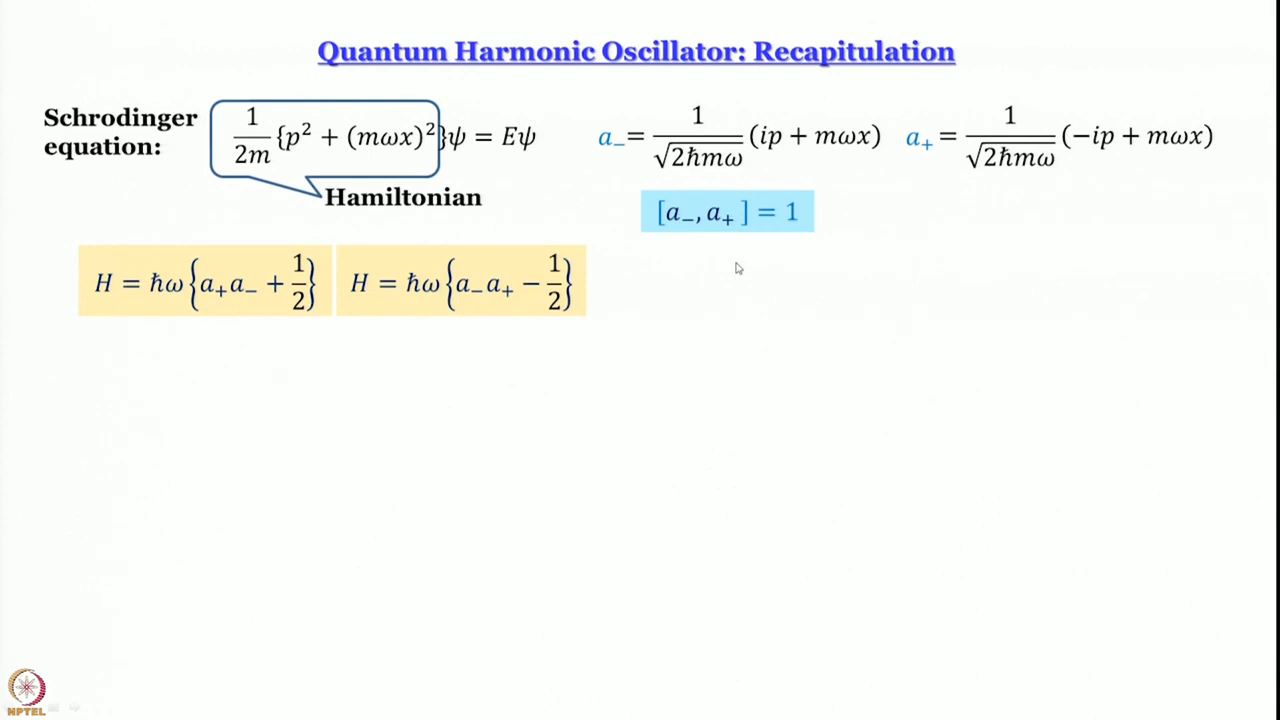 Quantum Harmonic Oscillator: Recapitulation
Schrodinger equation: 1/2m {p² + (mωx)²}ψ = Eψ
Hamiltonian
a₋ = 1/√(2ℏmω) (ip + mωx) a₊ = 1/√(2ℏmω) (−ip + mωx)
[a₋, a₊ ] = 1
H = ℏω{a₊a₋ + 1/2} H = ℏω{a₋a₊ − 1/2}
NPTEL